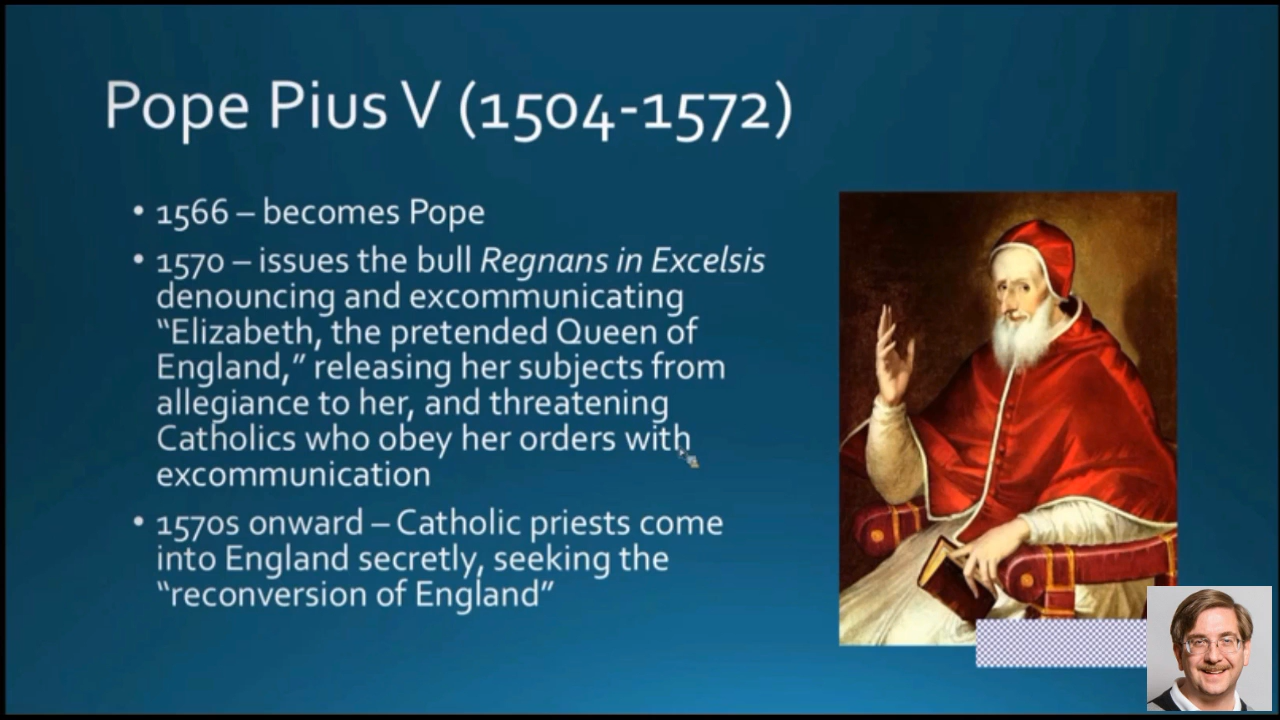 Pope Pius V (1504-1572)
• 1566 – becomes Pope
• 1570 – issues the bull Regnans in Excelsis
denouncing and excommunicating
“Elizabeth, the pretended Queen of
England,” releasing her subjects from
allegiance to her, and threatening
Catholics who obey her orders with
excommunication
• 1570s onward – Catholic priests come
into England secretly, seeking the
“reconversion of England”